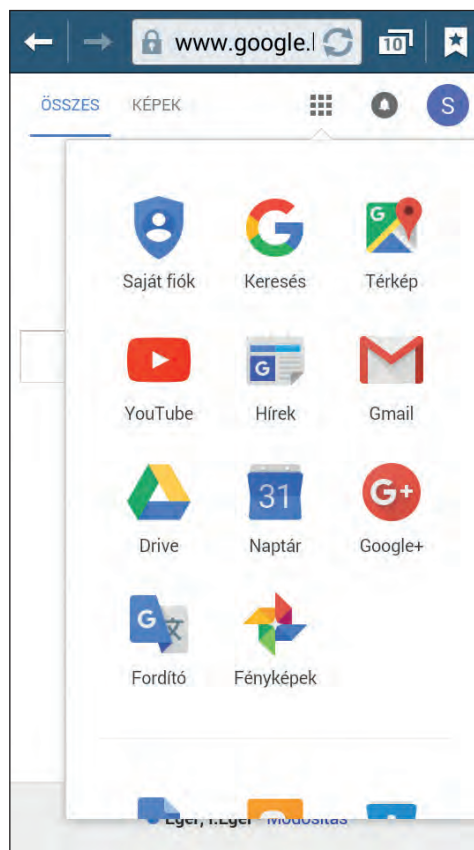 www.google.l
10
ÖSSZES KÉPEK
S
Saját fiók Keresés Térkép
YouTube Hírek Gmail
31
Drive Naptár Google+
Fordító Fényképek
Eger, Módosítás